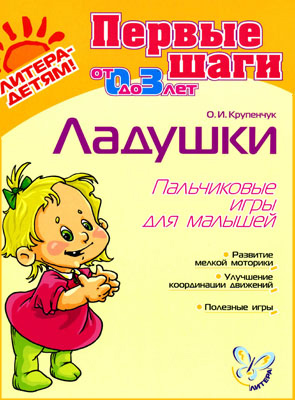 ЛИТЕРА-
ДЕТЯМ!
Первые
шаги
от 0 до 3 лет
О. И. Крупенчук
Ладушки
Пальчиковые
игры
для малышей
• Развитие
мелкой моторики
• Улучшение
координации движений
• Полезные игры
ЛИТЕРА